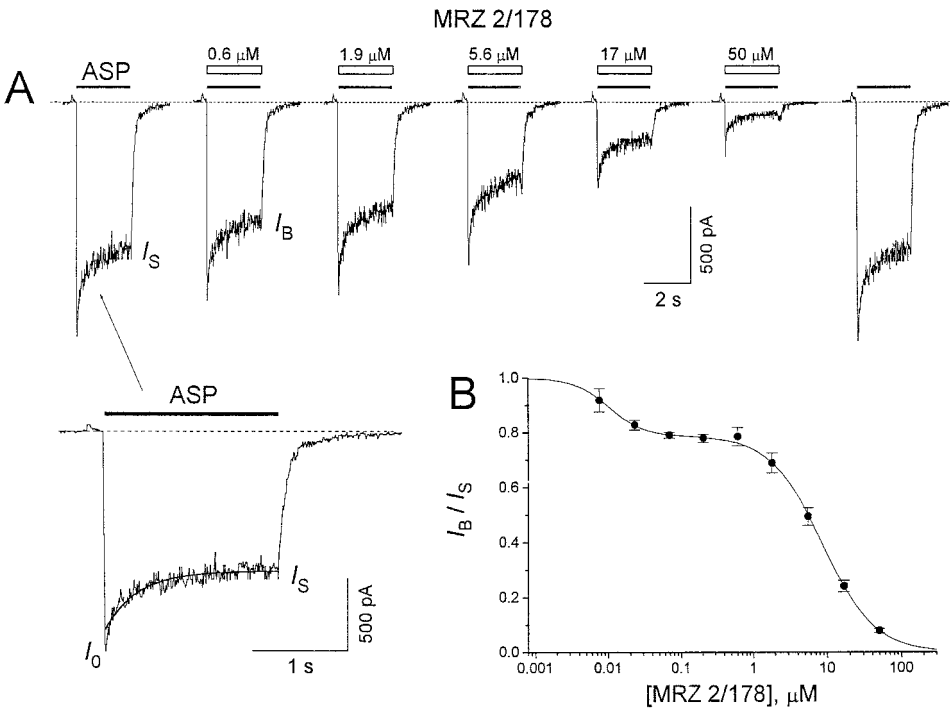 MRZ 2/178
A
ASP
0.6 μM
1.9 μM
5.6 μM
17 μM
50 μM
I_S
I_B
500 pA
2 s
ASP
I_0
I_S
500 pA
1 s
B
I_B / I_S
1.0
0.8
0.6
0.4
0.2
0.0
0.001 0.01 0.1 1 10 100
[MRZ 2/178], μM